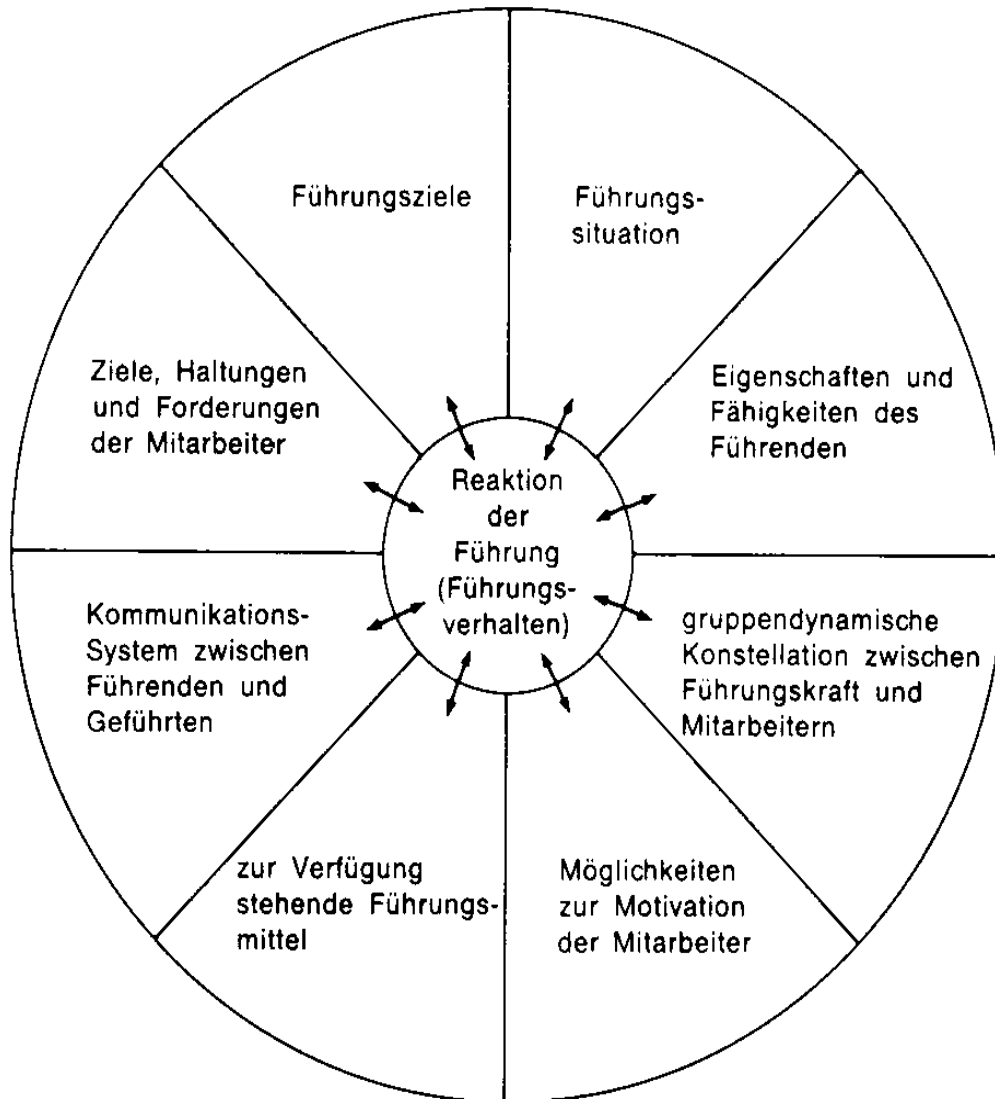 Führungsziele
Führungs-
situation
Ziele, Haltungen
und Forderungen
der Mitarbeiter
Eigenschaften und
Fähigkeiten des
Führenden
Reaktion
der
Führung
(Führungs-
verhalten)
Kommunikations-
System zwischen
Führenden und
Geführten
gruppendynamische
Konstellation zwischen
Führungskraft und
Mitarbeitern
zur Verfügung
stehende Führungs-
mittel
Möglichkeiten
zur Motivation
der Mitarbeiter